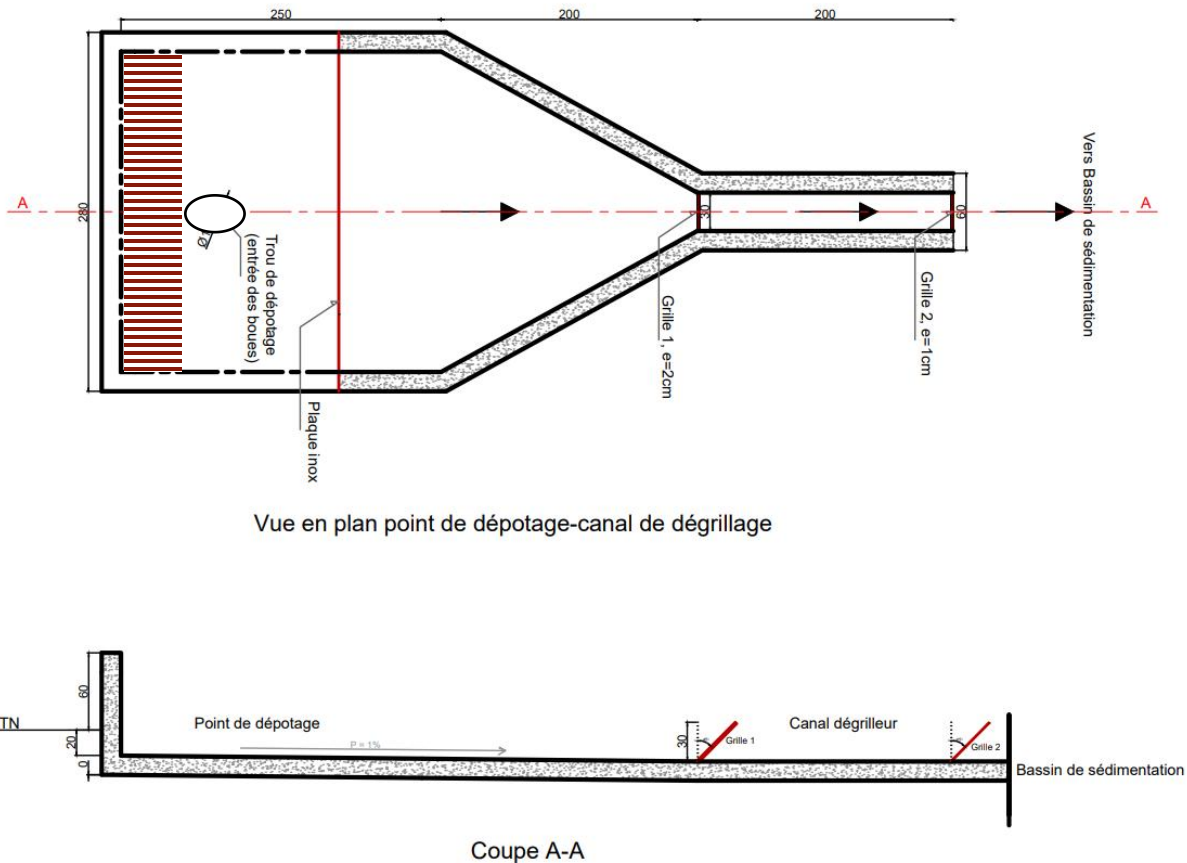 250
200
200
A
280
Trou de dépotage
(entrée des boues)
Plaque inox
30
Grille 1, e=2cm
60
Grille 2, e=1cm
Vers Bassin de sédimentation
A
Vue en plan point de dépotage-canal de dégrillage
60
TN
20
Point de dépotage
P = 1%
30
Grille 1
Canal dégrilleur
Grille 2
Bassin de sédimentation
Coupe A-A